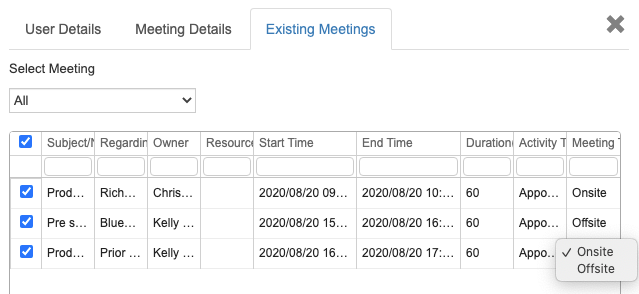 User Details Meeting Details Existing Meetings
Select Meeting
All
Subject/N Regardin Owner Resource Start Time End Time Duration Activity T Meeting T
Prod... Rich... Chris... 2020/08/20 09... 2020/08/20 10:... 60 Appo... Onsite
Pre s... Blue... Kelly ... 2020/08/20 15... 2020/08/20 16:... 60 Appo... Offsite
Prod... Prior ... Kelly ... 2020/08/20 16... 2020/08/20 17:... 60 Appo... Onsite
Offsite